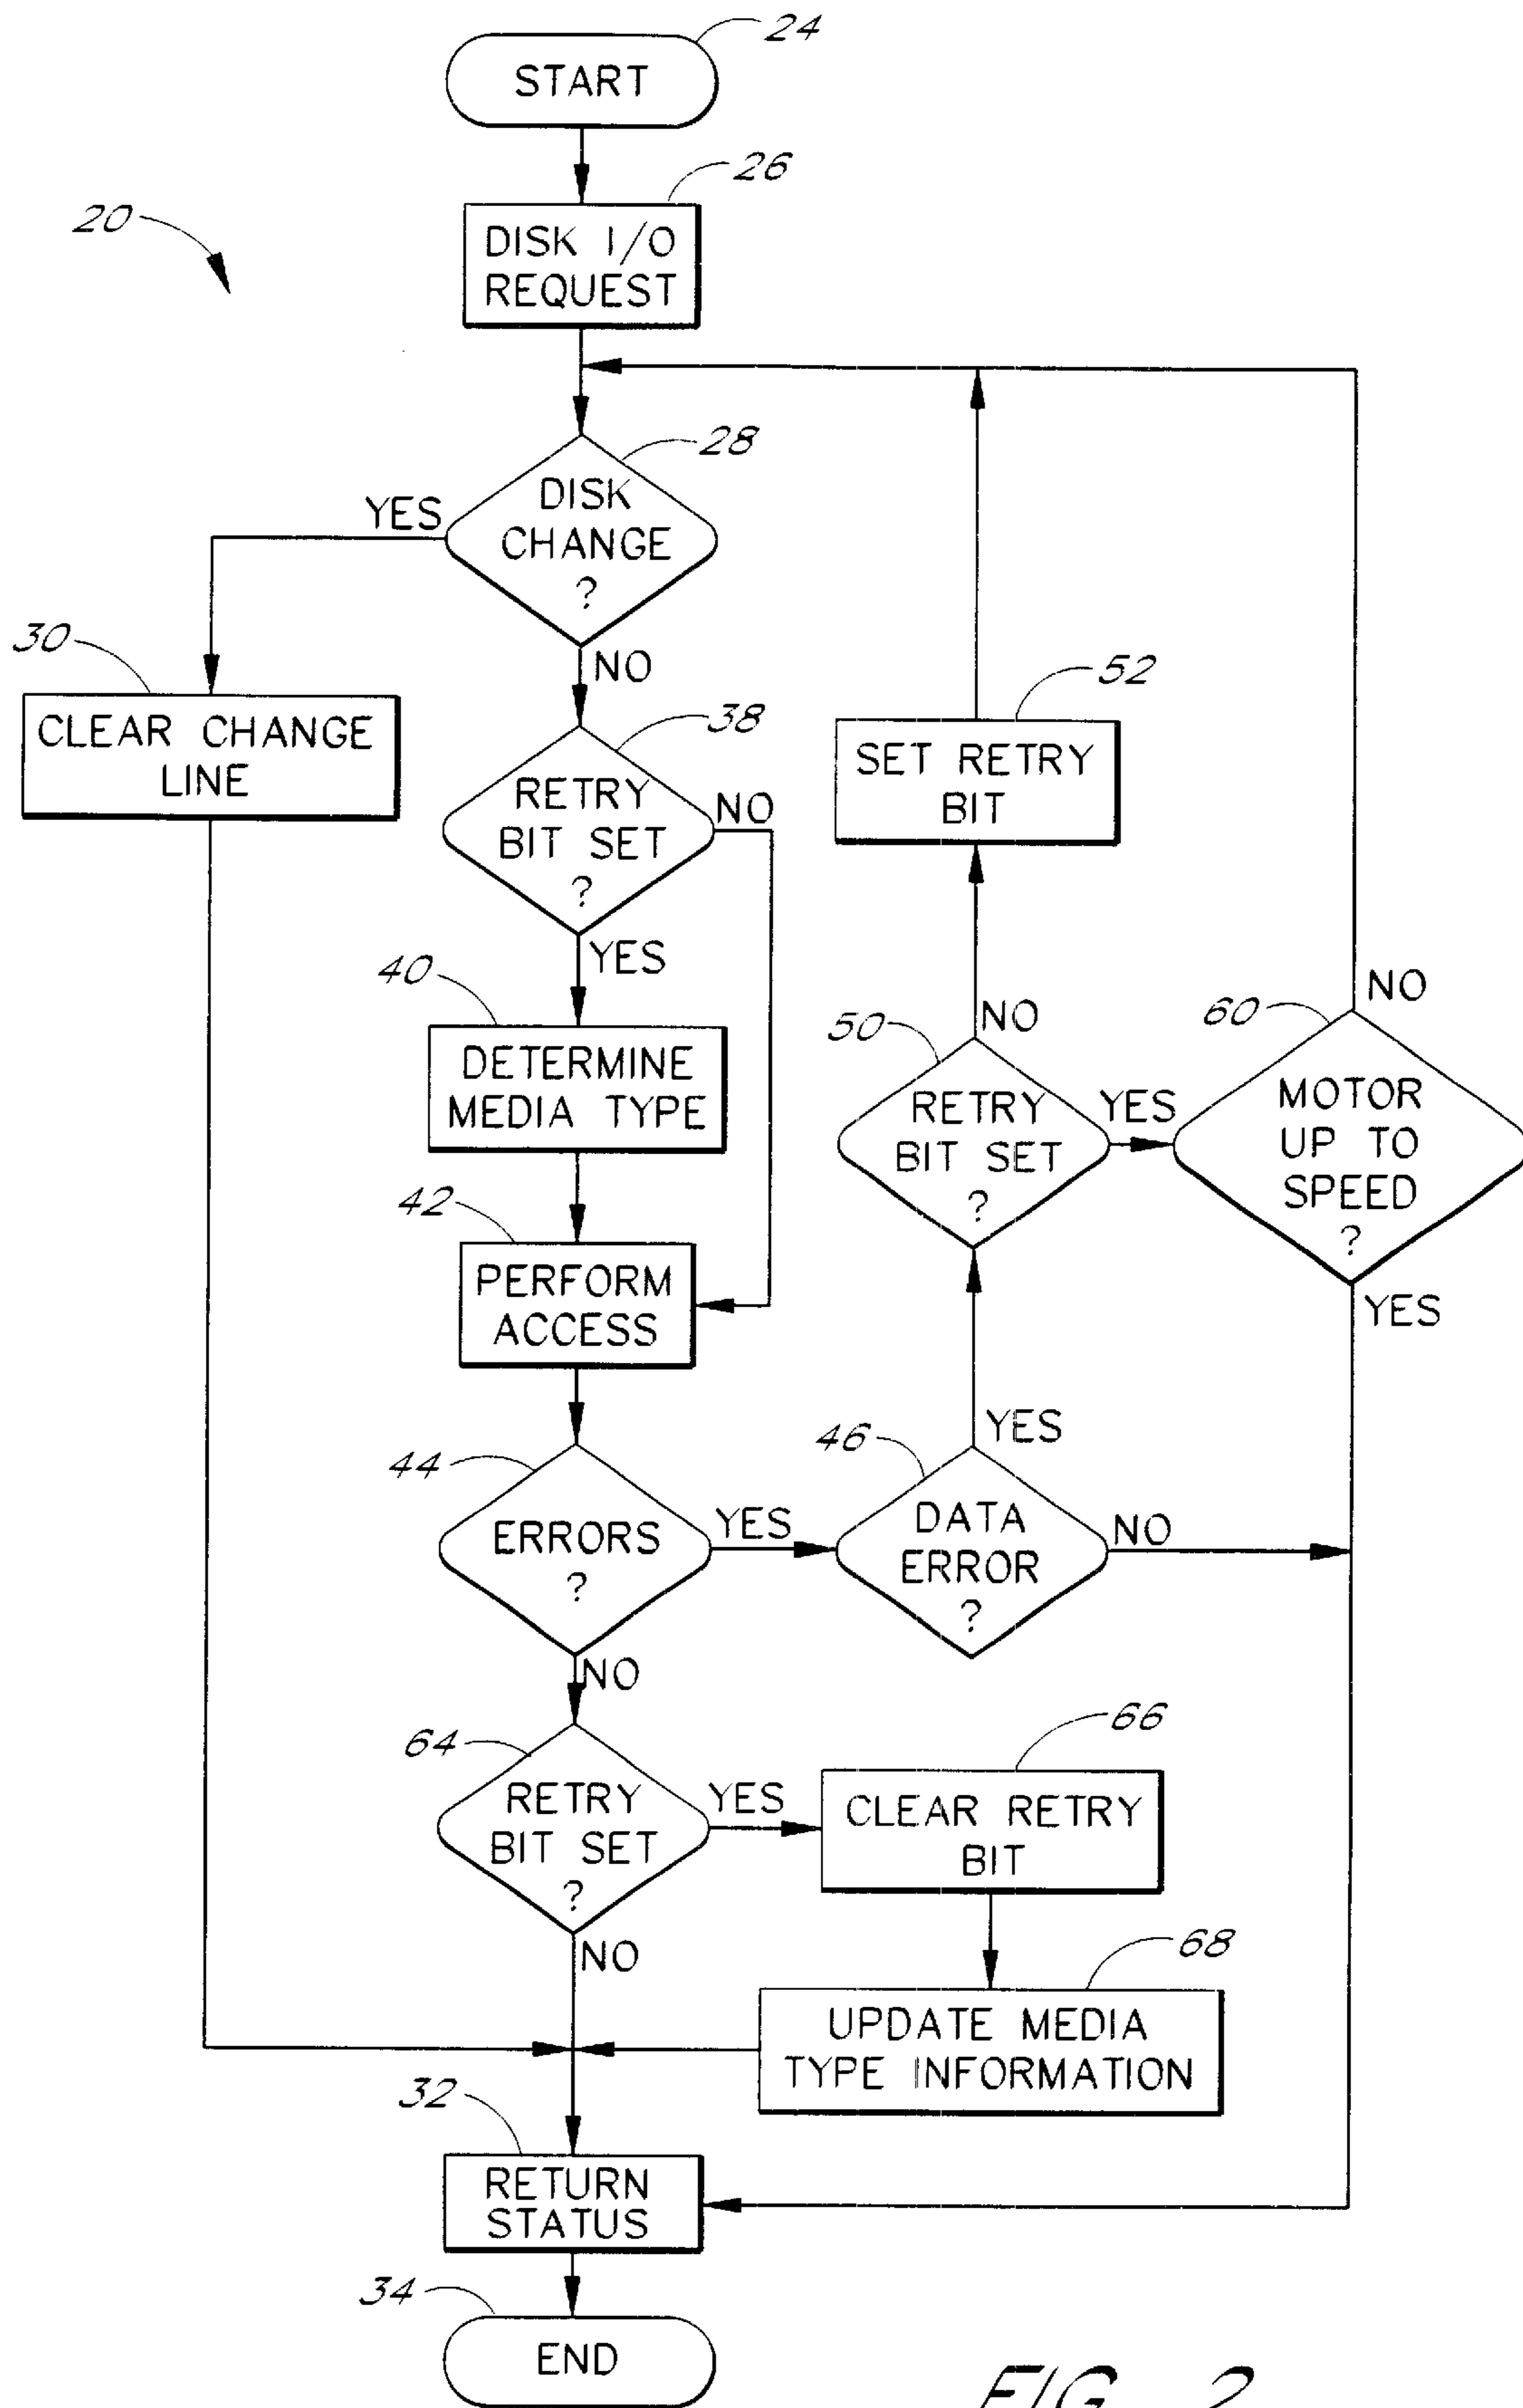 24
START
26
20
DISK I/O
REQUEST
28
DISK
CHANGE
?
YES
NO
30
CLEAR CHANGE
LINE
38
RETRY
BIT SET
?
NO
YES
52
SET RETRY
BIT
40
DETERMINE
MEDIA TYPE
50
RETRY
BIT SET
?
NO
YES
60
MOTOR
UP TO
SPEED
?
NO
YES
42
PERFORM
ACCESS
44
ERRORS
?
YES
NO
46
DATA
ERROR
?
YES
NO
64
RETRY
BIT SET
?
YES
NO
66
CLEAR RETRY
BIT
68
UPDATE MEDIA
TYPE INFORMATION
32
RETURN
STATUS
34
END
FIG. 2